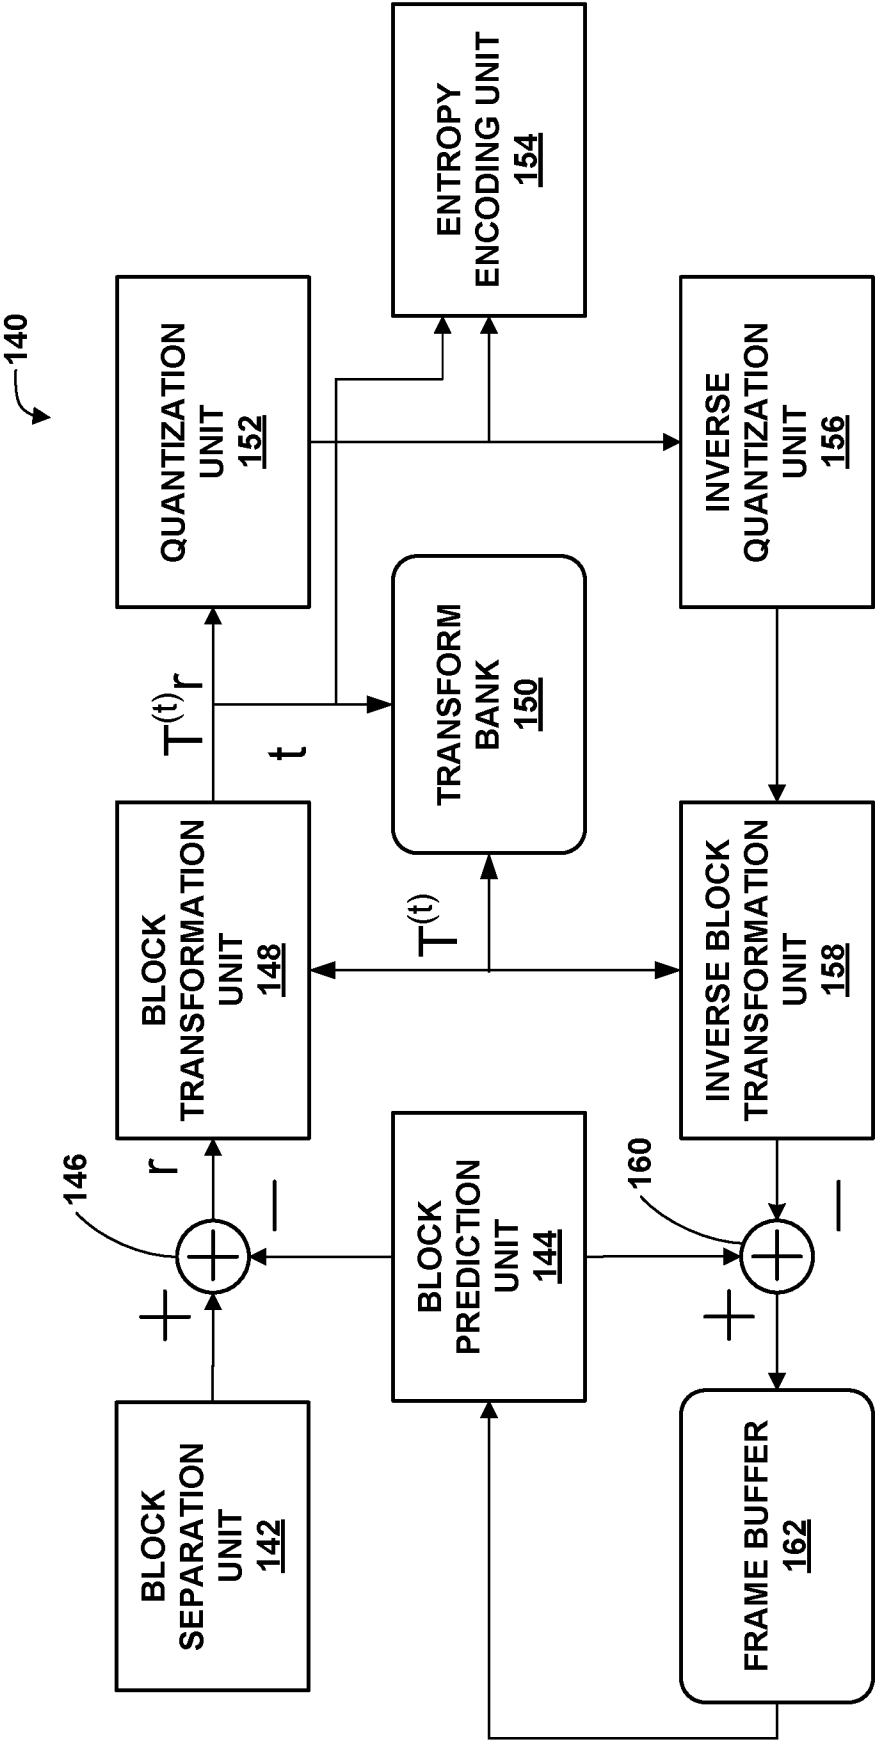 140
BLOCK
SEPARATION
UNIT
142
+
146
r
−
BLOCK
TRANSFORMATION
UNIT
148
T(t)r
t
QUANTIZATION
UNIT
152
BLOCK
PREDICTION
UNIT
144
T(t)
TRANSFORM
BANK
150
ENTROPY
ENCODING UNIT
154
FRAME BUFFER
162
+
160
−
INVERSE BLOCK
TRANSFORMATION
UNIT
158
INVERSE
QUANTIZATION
UNIT
156